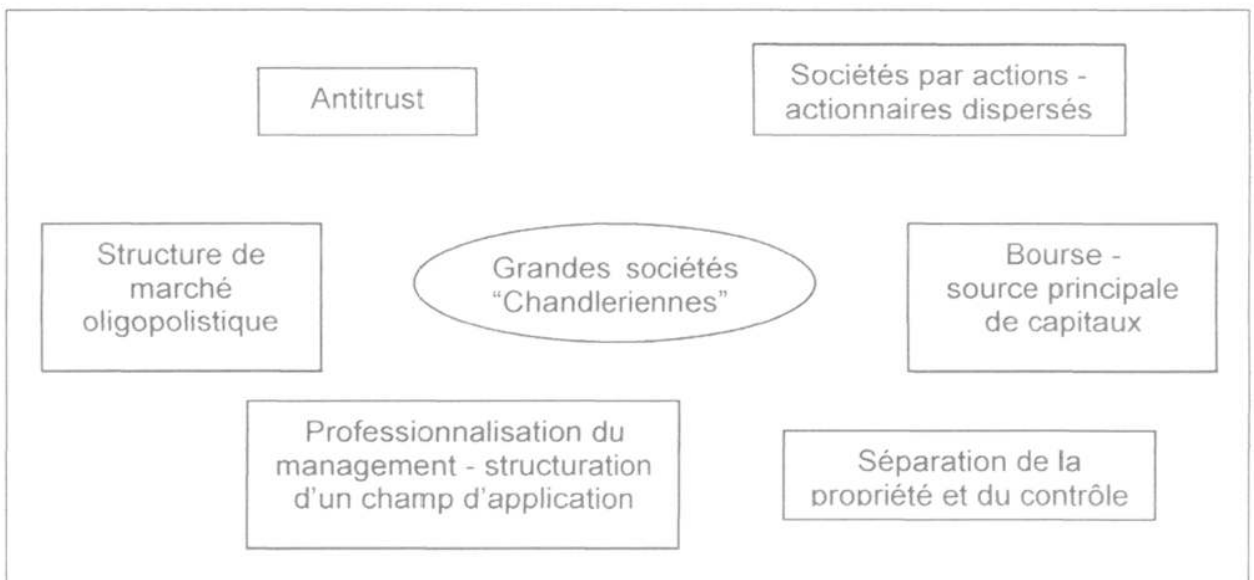 Antitrust
Sociétés par actions -
actionnaires dispersés
Structure de
marché
oligopolistique
Grandes sociétés
“Chandleriennes”
Bourse -
source principale
de capitaux
Professionnalisation du
management - structuration
d'un champ d'application
Séparation de la
propriété et du contrôle